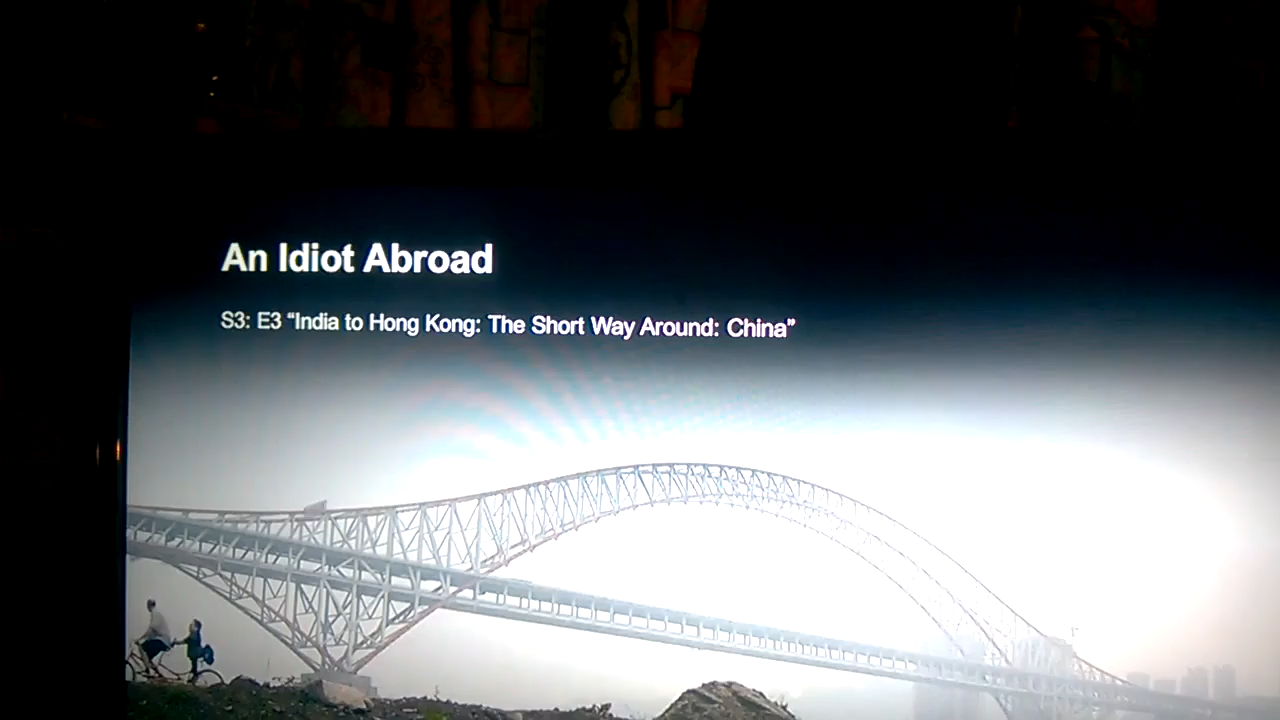 An Idiot Abroad
S3: E3 “India to Hong Kong: The Short Way Around: China”